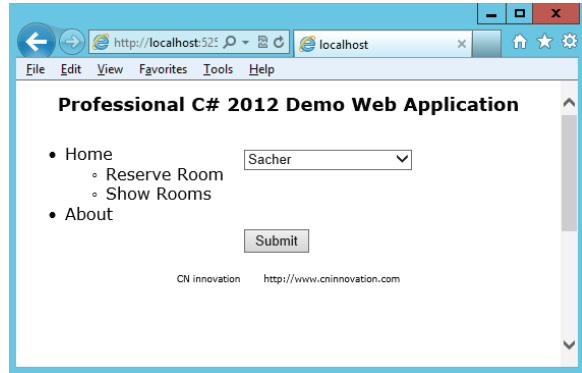 http://localhost:525 localhost
File Edit View Favorites Tools Help
Professional C# 2012 Demo Web Application
• Home
Sacher
◦ Reserve Room
◦ Show Rooms
• About
Submit
CN innovation http://www.cninnovation.com